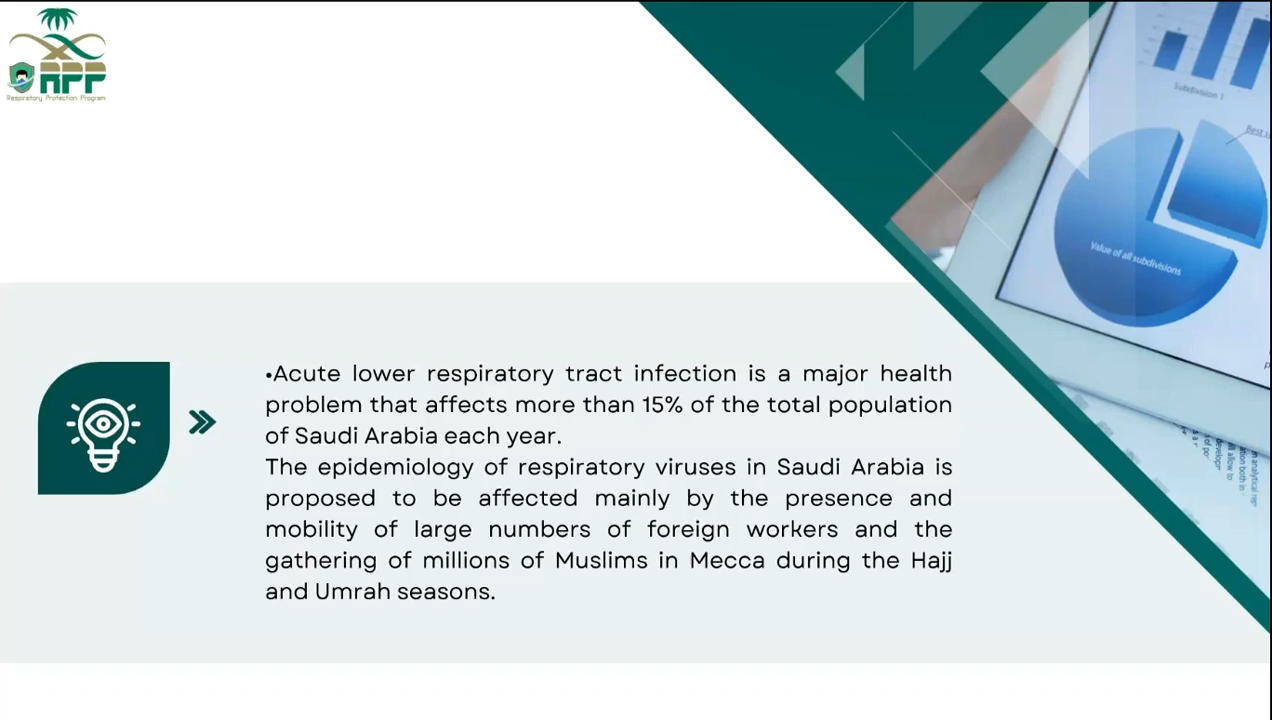 RPP
Respiratory Protection Program
Subdivision 1
Value of all subdivisions
•Acute lower respiratory tract infection is a major health
problem that affects more than 15% of the total population
of Saudi Arabia each year.
The epidemiology of respiratory viruses in Saudi Arabia is
proposed to be affected mainly by the presence and
mobility of large numbers of foreign workers and the
gathering of millions of Muslims in Mecca during the Hajj
and Umrah seasons.